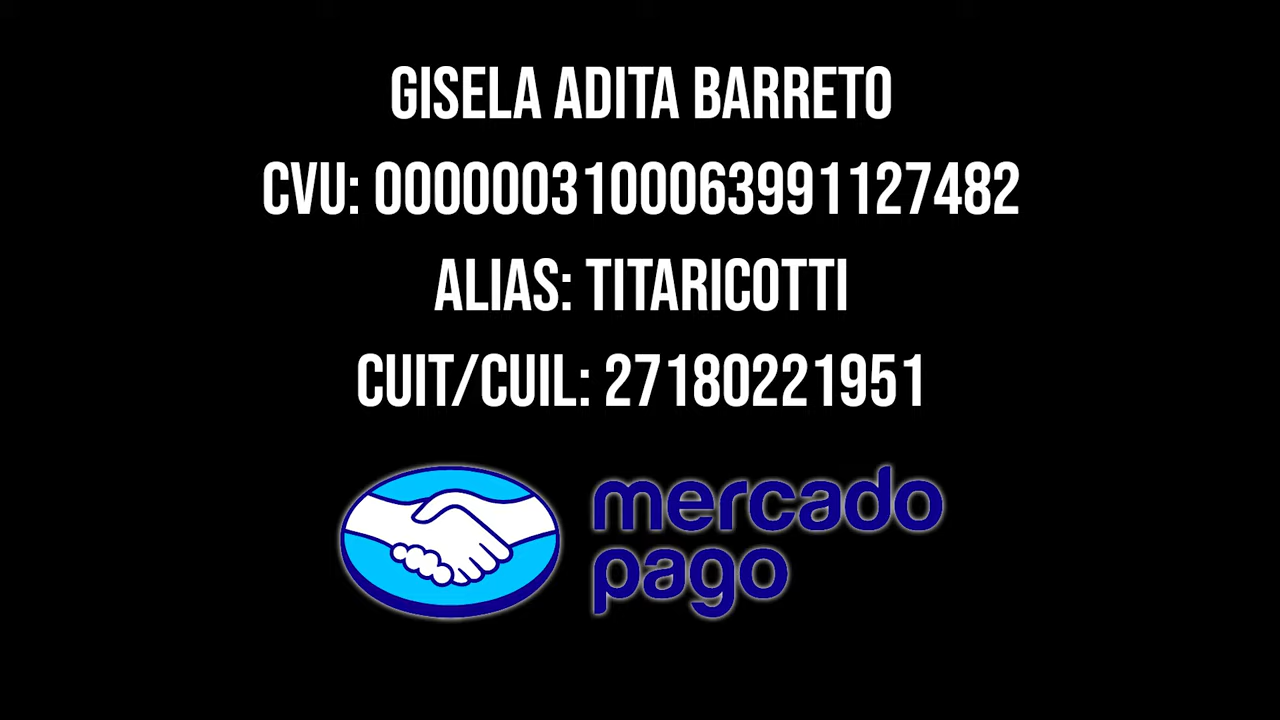 GISELA ADITA BARRETO
CVU: 0000003100063991127482
ALIAS: TITARICOTTI
CUIT/CUIL: 27180221951
mercado
pago